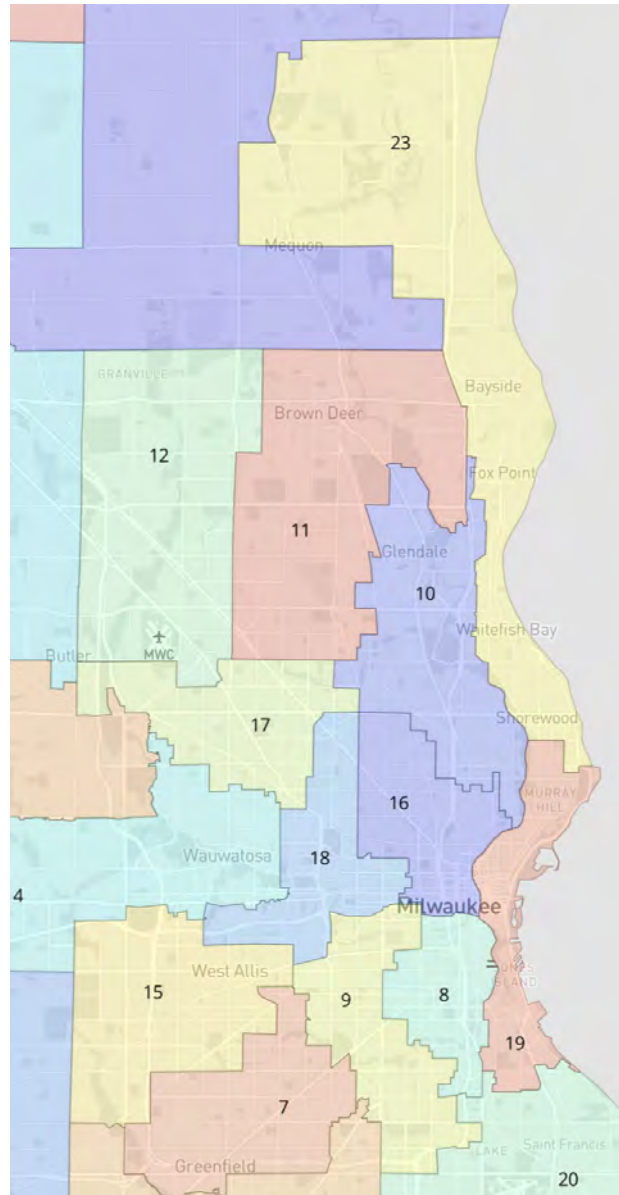 23
Mequon
GRANVILLE
Bayside
Brown Deer
12
Fox Point
11
Glendale
10
Whitefish Bay
MWC
Butler
Shorewood
17
MURRAY
HILL
16
18
Wauwatosa
4
Milwaukee
West Allis
JONES
ISLAND
15
9
8
19
7
Greenfield
LAKE
Saint Francis
20